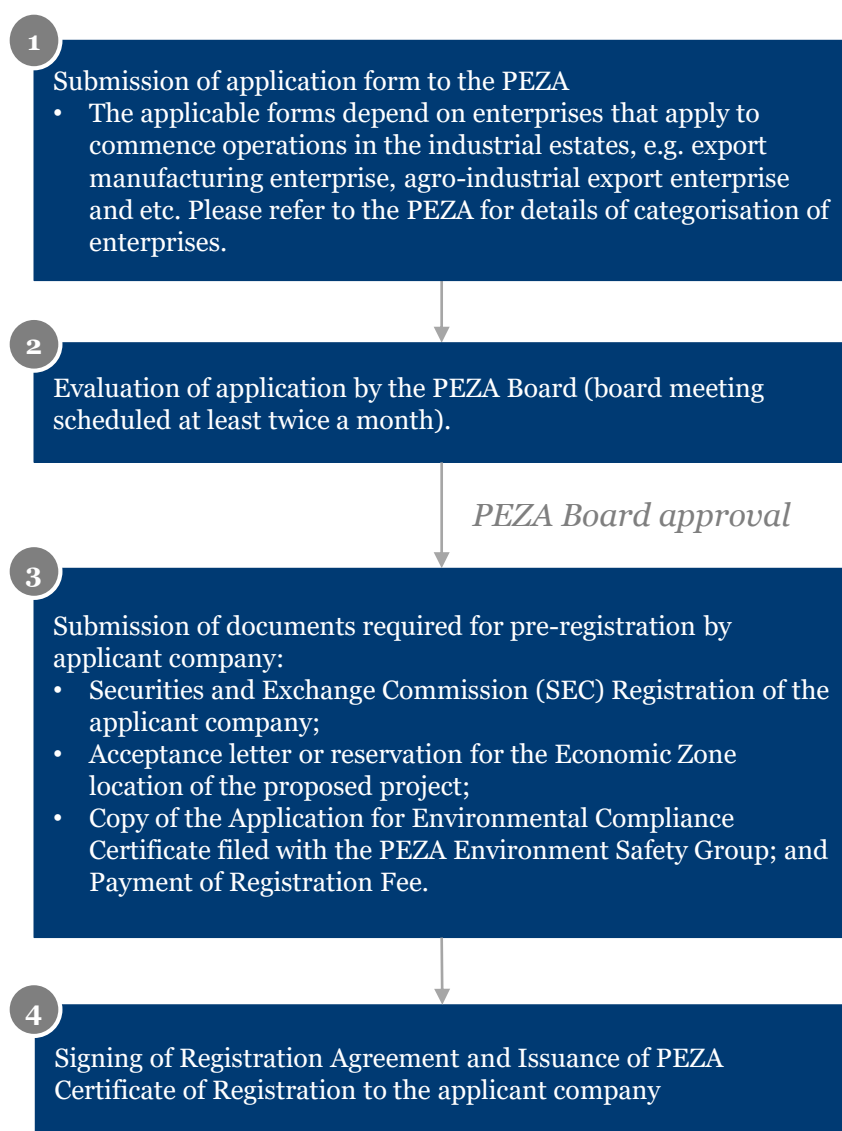 1
Submission of application form to the PEZA
• The applicable forms depend on enterprises that apply to
commence operations in the industrial estates, e.g. export
manufacturing enterprise, agro-industrial export enterprise
and etc. Please refer to the PEZA for details of categorisation of
enterprises.
2
Evaluation of application by the PEZA Board (board meeting
scheduled at least twice a month).
PEZA Board approval
3
Submission of documents required for pre-registration by
applicant company:
• Securities and Exchange Commission (SEC) Registration of the
applicant company;
• Acceptance letter or reservation for the Economic Zone
location of the proposed project;
• Copy of the Application for Environmental Compliance
Certificate filed with the PEZA Environment Safety Group; and
Payment of Registration Fee.
4
Signing of Registration Agreement and Issuance of PEZA
Certificate of Registration to the applicant company